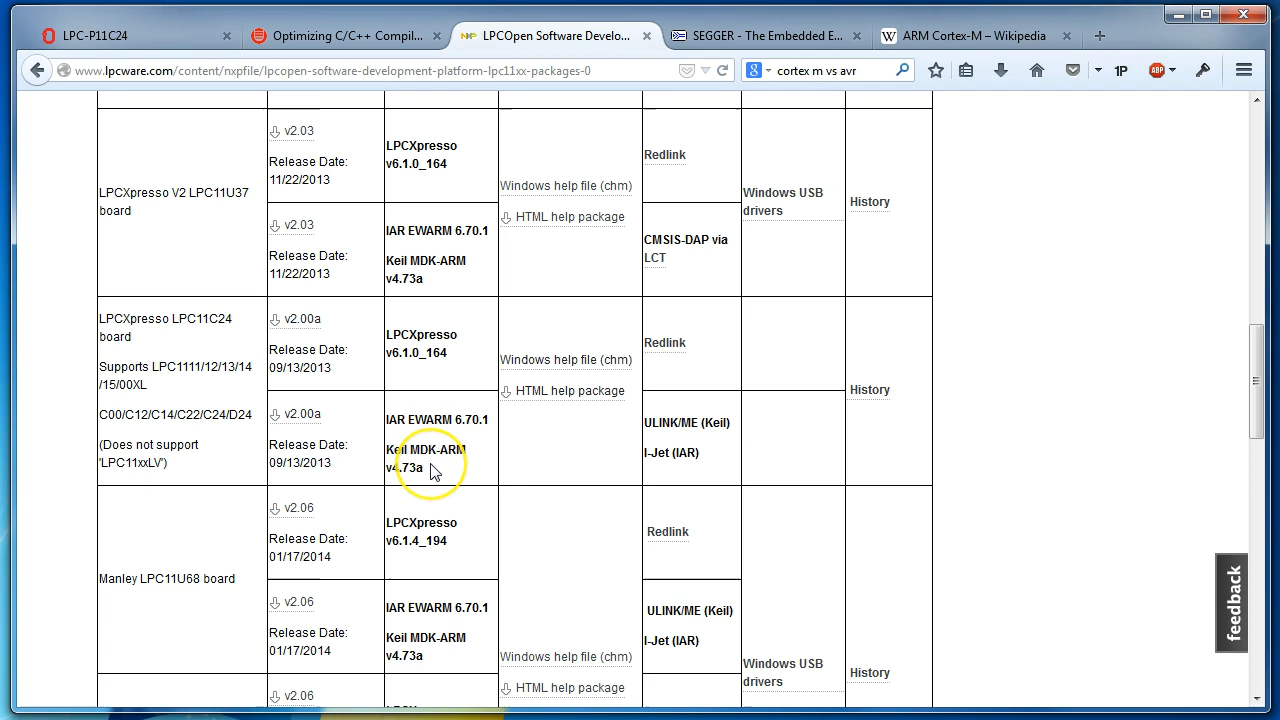 LPC-P11C24
Optimizing C/C++ Compil...
LPCOpen Software Develo...
SEGGER - The Embedded E...
ARM Cortex-M – Wikipedia
www.lpcware.com/content/nxpfile/lpcopen-software-development-platform-lpc11xx-packages-0
cortex m vs avr
1P
ABP
LPCXpresso V2 LPC11U37
board
v2.03
Release Date:
11/22/2013
LPCXpresso
v6.1.0_164
v2.03
Release Date:
11/22/2013
IAR EWARM 6.70.1
Keil MDK-ARM
v4.73a
Windows help file (chm)
HTML help package
Redlink
CMSIS-DAP via
LCT
Windows USB
drivers
History
LPCXpresso LPC11C24
board
Supports LPC1111/12/13/14
/15/00XL
C00/C12/C14/C22/C24/D24
(Does not support
'LPC11xxLV')
v2.00a
Release Date:
09/13/2013
LPCXpresso
v6.1.0_164
v2.00a
Release Date:
09/13/2013
IAR EWARM 6.70.1
Keil MDK-ARM
v4.73a
Windows help file (chm)
HTML help package
Redlink
ULINK/ME (Keil)
I-Jet (IAR)
History
Manley LPC11U68 board
v2.06
Release Date:
01/17/2014
LPCXpresso
v6.1.4_194
v2.06
Release Date:
01/17/2014
IAR EWARM 6.70.1
Keil MDK-ARM
v4.73a
v2.06
Windows help file (chm)
HTML help package
Redlink
ULINK/ME (Keil)
I-Jet (IAR)
Windows USB
drivers
History
feedback